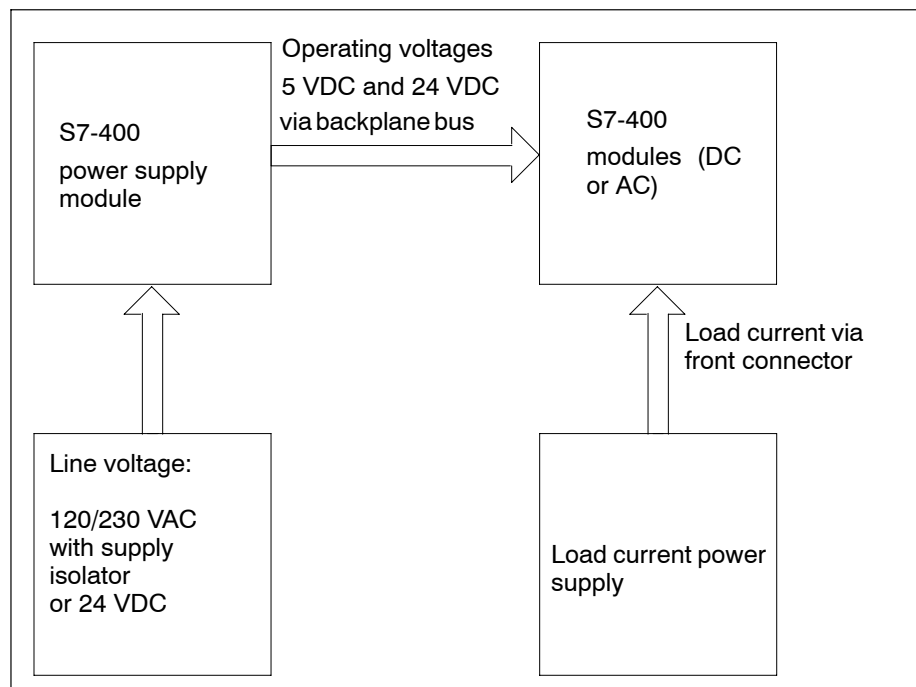 S7-400
power supply
module
Operating voltages
5 VDC and 24 VDC
via backplane bus
S7-400
modules (DC
or AC)
Load current via
front connector
Line voltage:
120/230 VAC
with supply
isolator
or 24 VDC
Load current power
supply